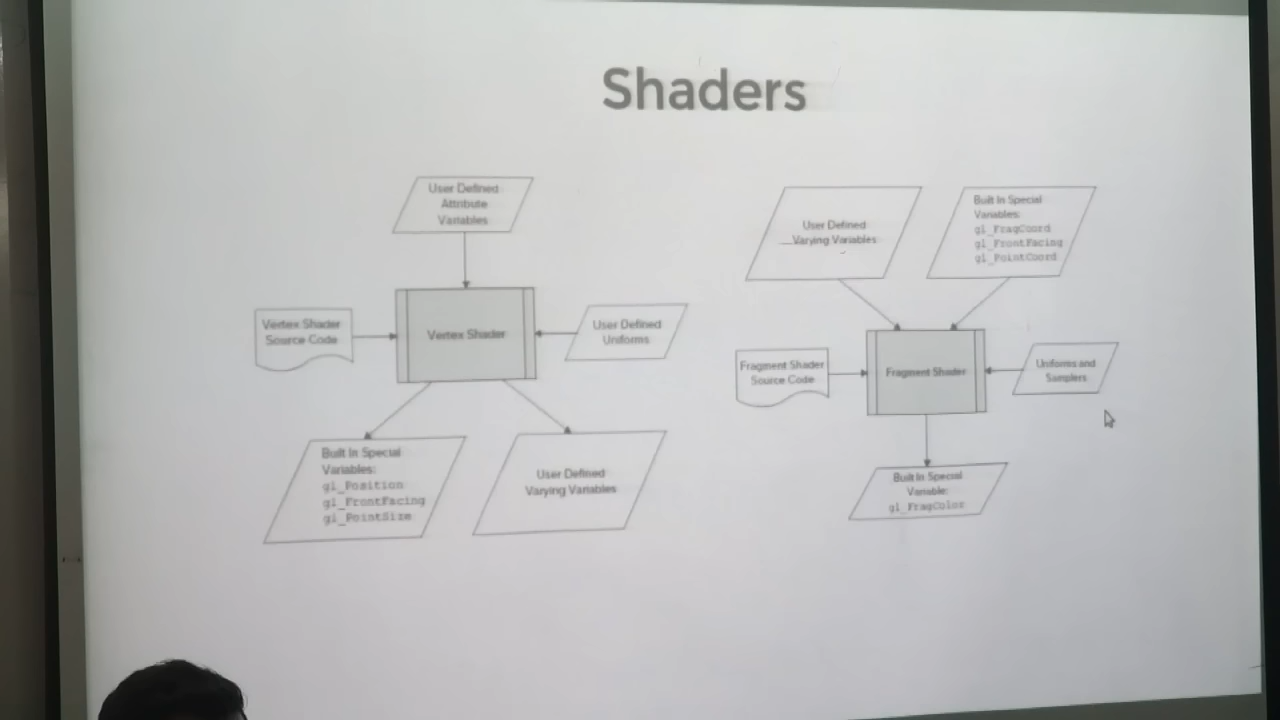 Shaders
User Defined
Attribute
Variables
Vertex Shader
Source Code
Vertex Shader
User Defined
Uniforms
Built In Special
Variables:
gl_Position
gl_FrontFacing
gl_PointSize
User Defined
Varying Variables
User Defined
Varying Variables
Built In Special
Variables:
gl_FragCoord
gl_FrontFacing
gl_PointCoord
Fragment Shader
Source Code
Fragment Shader
Uniforms and
Samplers
Built In Special
Variable:
gl_FragColor